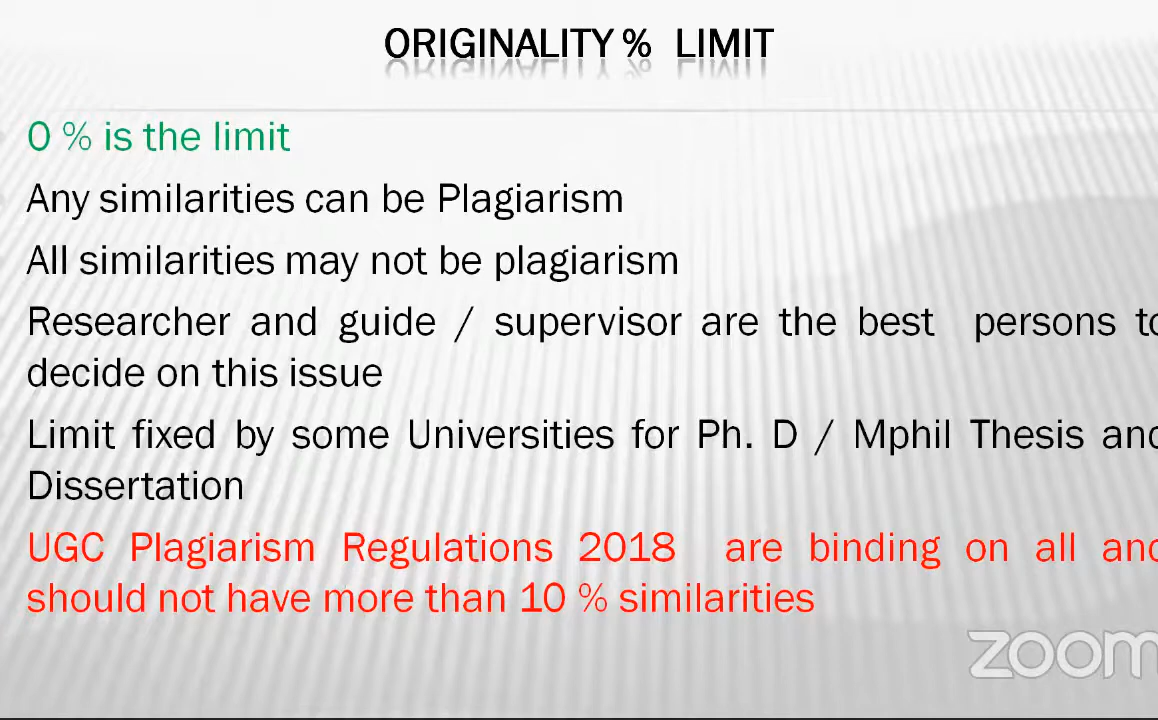 ORIGINALITY % LIMIT
0 % is the limit
Any similarities can be Plagiarism
All similarities may not be plagiarism
Researcher and guide / supervisor are the best persons to
decide on this issue
Limit fixed by some Universities for Ph. D / Mphil Thesis and
Dissertation
UGC Plagiarism Regulations 2018 are binding on all and
should not have more than 10 % similarities
zoom